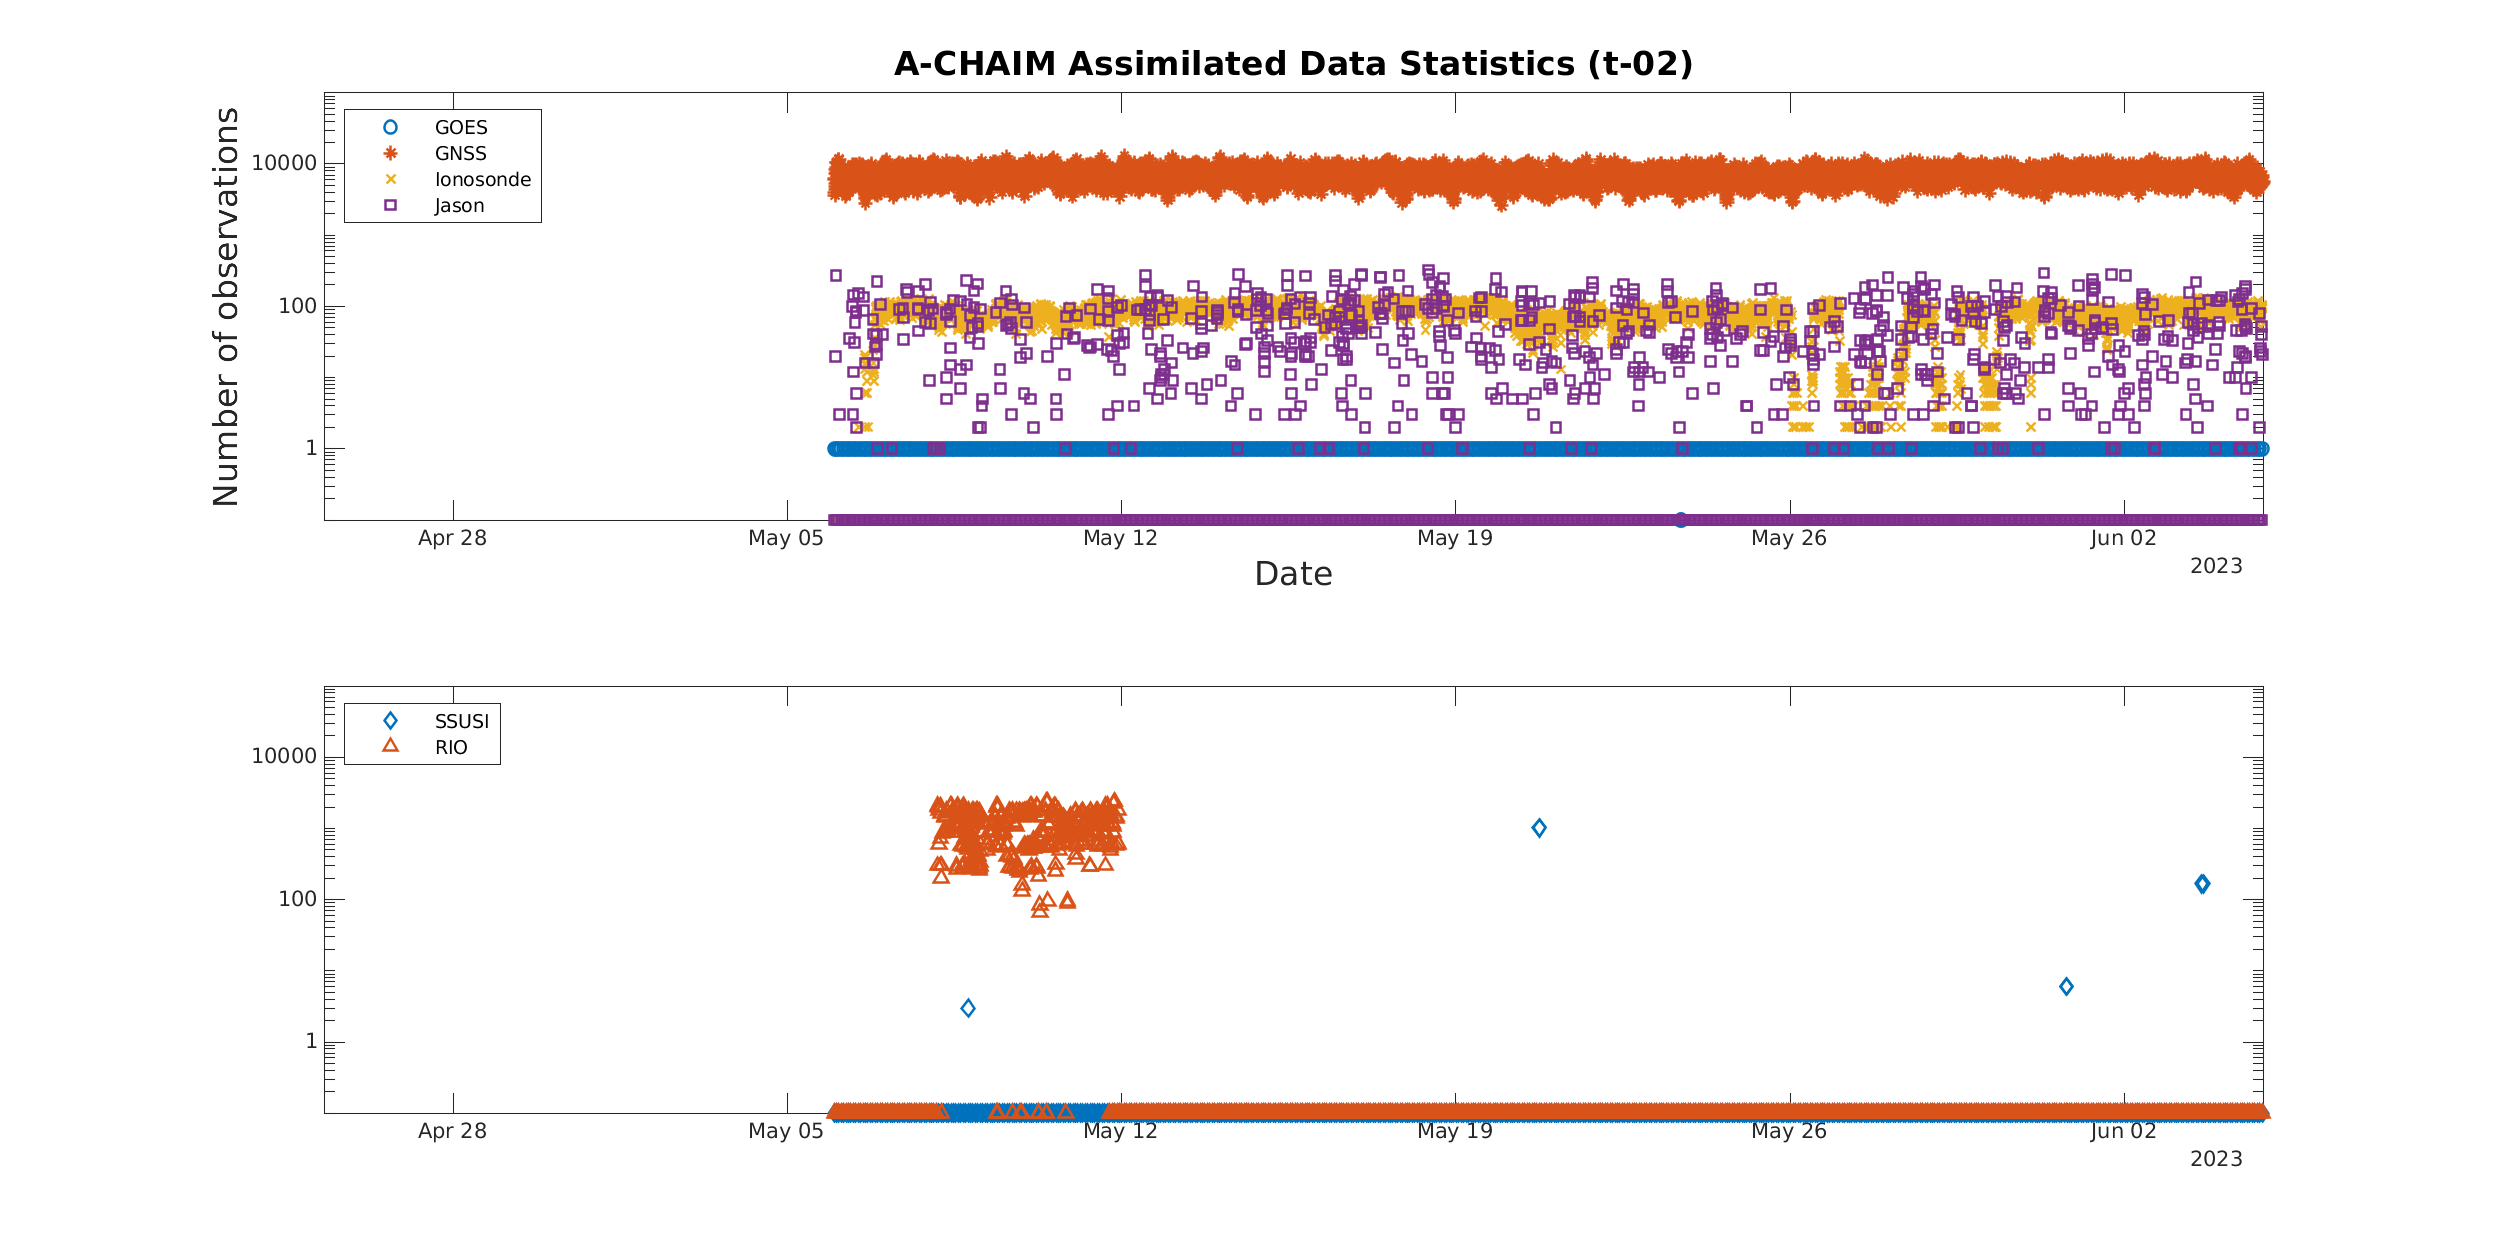 A-CHAIM Assimilated Data Statistics (t-02)
Number of observations
GOES
GNSS
Ionosonde
Jason
10000
100
1
Apr 28 May 05 May 12 May 19 May 26 Jun 02
2023
Date
SSUSI
RIO
10000
100
1
Apr 28 May 05 May 12 May 19 May 26 Jun 02
2023